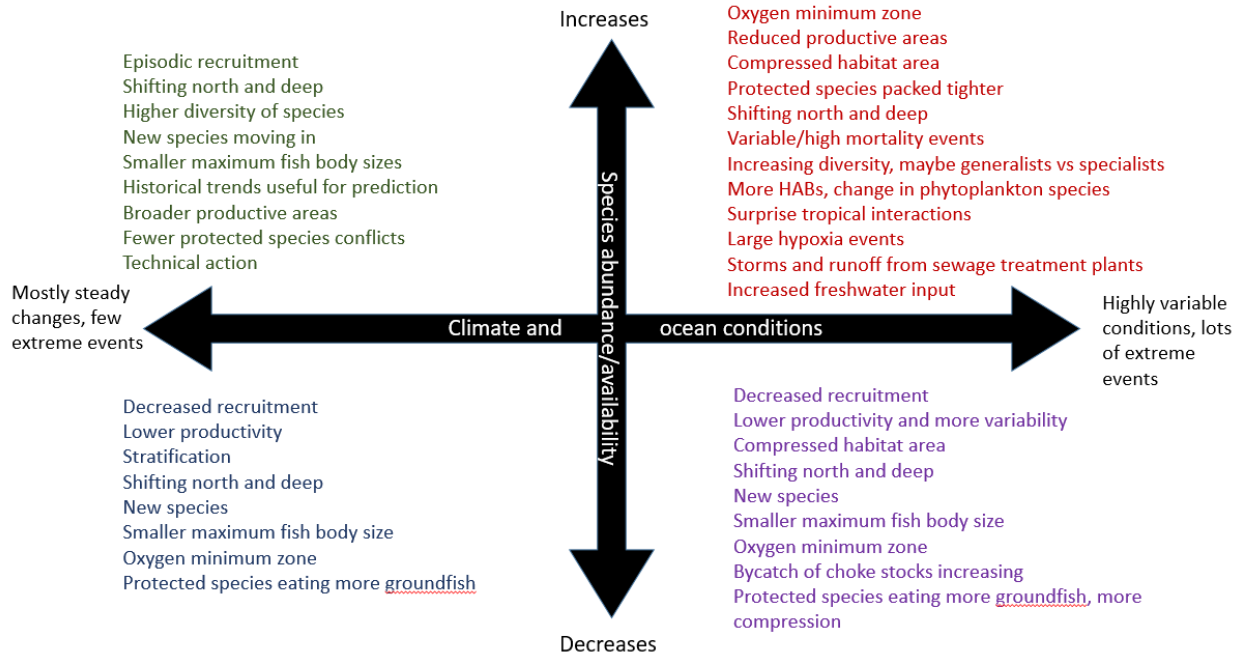 Increases
Episodic recruitment
Shifting north and deep
Higher diversity of species
New species moving in
Smaller maximum fish body sizes
Historical trends useful for prediction
Broader productive areas
Fewer protected species conflicts
Technical action
Oxygen minimum zone
Reduced productive areas
Compressed habitat area
Protected species packed tighter
Shifting north and deep
Variable/high mortality events
Increasing diversity, maybe generalists vs specialists
More HABs, change in phytoplankton species
Surprise tropical interactions
Large hypoxia events
Storms and runoff from sewage treatment plants
Increased freshwater input
Mostly steady
changes, few
extreme events
Climate and ocean conditions
Species abundance/availability
Highly variable
conditions, lots
of extreme
events
Decreased recruitment
Lower productivity
Stratification
Shifting north and deep
New species
Smaller maximum fish body size
Oxygen minimum zone
Protected species eating more groundfish
Decreased recruitment
Lower productivity and more variability
Compressed habitat area
Shifting north and deep
New species
Smaller maximum fish body size
Oxygen minimum zone
Bycatch of choke stocks increasing
Protected species eating more groundfish, more
compression
Decreases